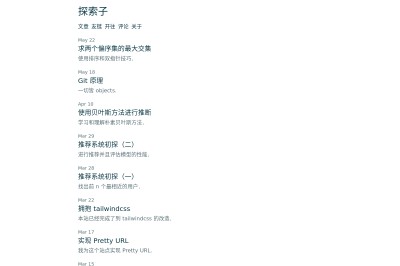 探索子
文章 友链 开往 评论 关于
May 22
求两个偏序集的最大交集
使用排序和双指针技巧。
May 18
Git 原理
一切皆 objects.
Apr 10
使用贝叶斯方法进行推断
学习和理解朴素贝叶斯方法。
Mar 29
推荐系统初探（二）
进行推荐并且评估模型的性能。
Mar 28
推荐系统初探（一）
找出前 n 个最相近的用户。
Mar 22
拥抱 tailwindcss
本站已经完成了到 tailwindcss 的改造。
Mar 17
实现 Pretty URL
我为这个站点实现 Pretty URL.
Mar 15